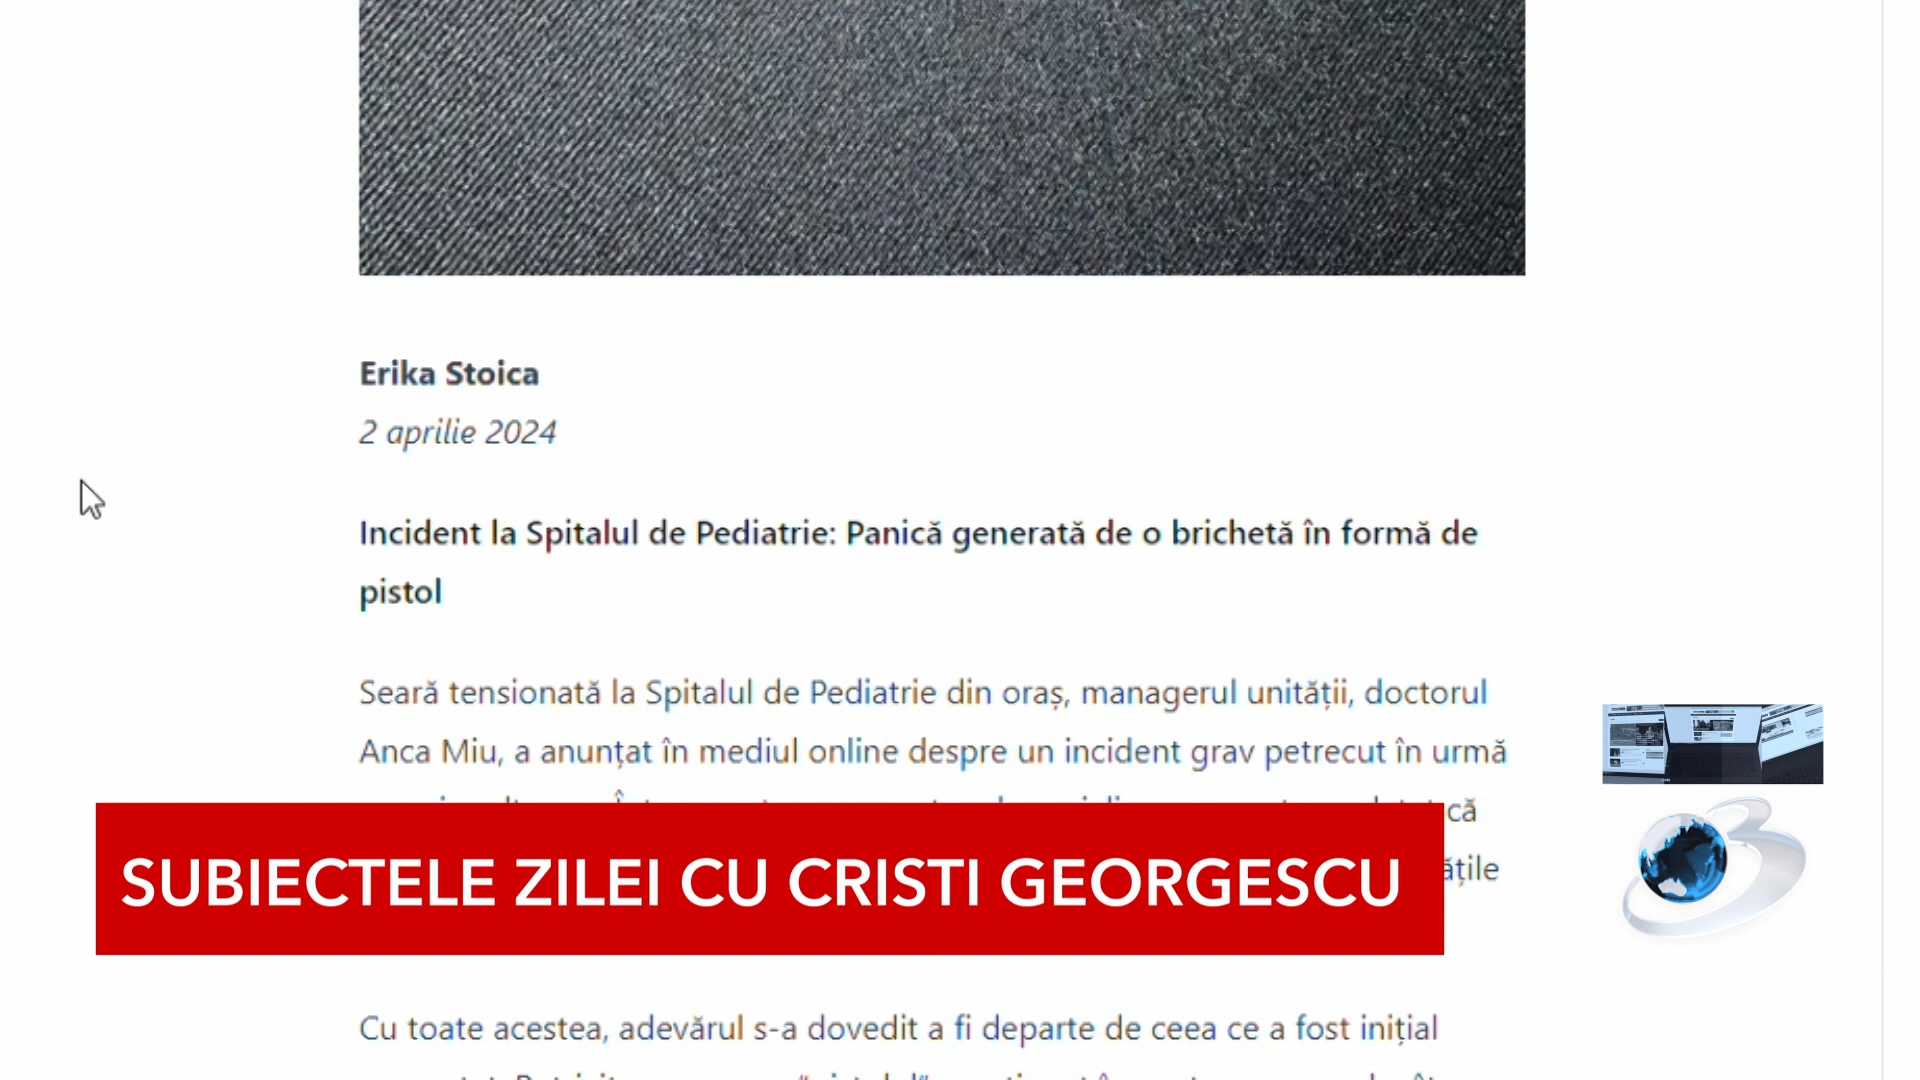 Erika Stoica
2 aprilie 2024
Incident la Spitalul de Pediatrie: Panică generată de o brichetă în formă de
pistol
Seară tensionată la Spitalul de Pediatrie din oraș, managerul unității, doctorul
Anca Miu, a anunțat în mediul online despre un incident grav petrecut în urmă
că
SUBIECTELE ZILEI CU CRISTI GEORGESCU
Cu toate acestea, adevărul s-a dovedit a fi departe de ceea ce a fost inițial